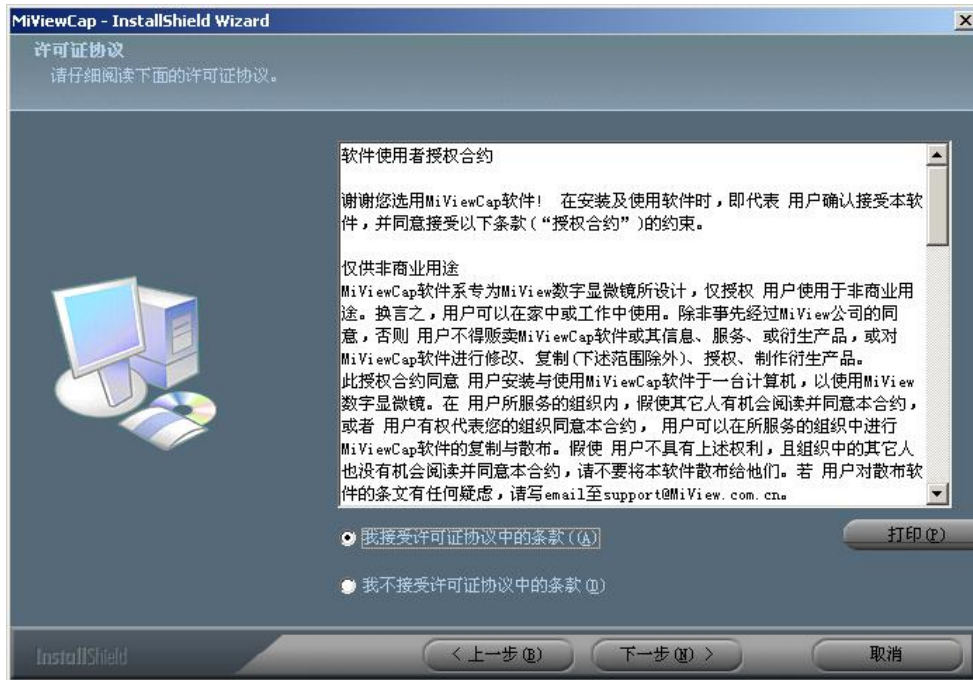 MiViewCap - InstallShield Wizard
许可证协议
请仔细阅读下面的许可证协议。
软件使用者授权合约
谢谢您选用MiViewCap软件! 在安装及使用软件时，即代表 用户确认接受本软
件，并同意接受以下条款(“授权合约”)的约束。
仅供非商业用途
MiViewCap软件系专为MiView数字显微镜所设计，仅授权 用户使用于非商业用
途。换言之，用户可以在家中或工作中使用。除非事先经过MiView公司的同
意，否则 用户不得贩卖MiViewCap软件或其信息、服务、或衍生产品，或对
MiViewCap软件进行修改、复制(下述范围除外)、授权、制作衍生产品。
此授权合约同意 用户安装与使用MiViewCap软件于一台计算机，以使用MiView
数字显微镜。在 用户所服务的组织内，假使其它人有机会阅读并同意本合约，
或者 用户有权代表您的组织同意本合约， 用户可以在所服务的组织中进行
MiViewCap软件的复制与散布。假使 用户不具有上述权利，且组织中的其它人
也没有机会阅读并同意本合约，请不要将本软件散布给他们。若 用户对散布软
件的条文有任何疑虑，请写email至support@MiView.com.cn。
我接受许可证协议中的条款((A)
打印(P)
我不接受许可证协议中的条款(D)
InstallShield
< 上一步(B)
下一步(N) >
取消